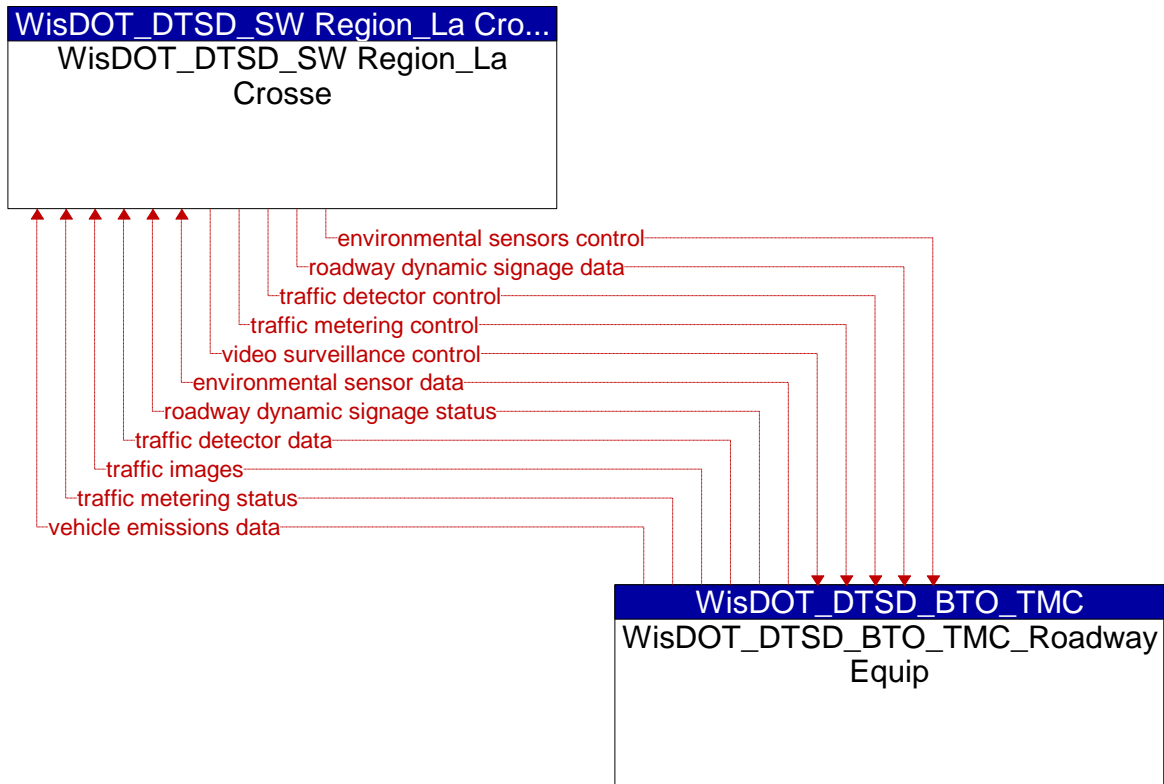 WisDOT_DTSD_SW Region_La Cro...
WisDOT_DTSD_SW Region_La
Crosse
environmental sensors control
roadway dynamic signage data
traffic detector control
traffic metering control
video surveillance control
environmental sensor data
roadway dynamic signage status
traffic detector data
traffic images
traffic metering status
vehicle emissions data
WisDOT_DTSD_BTO_TMC
WisDOT_DTSD_BTO_TMC_Roadway
Equip